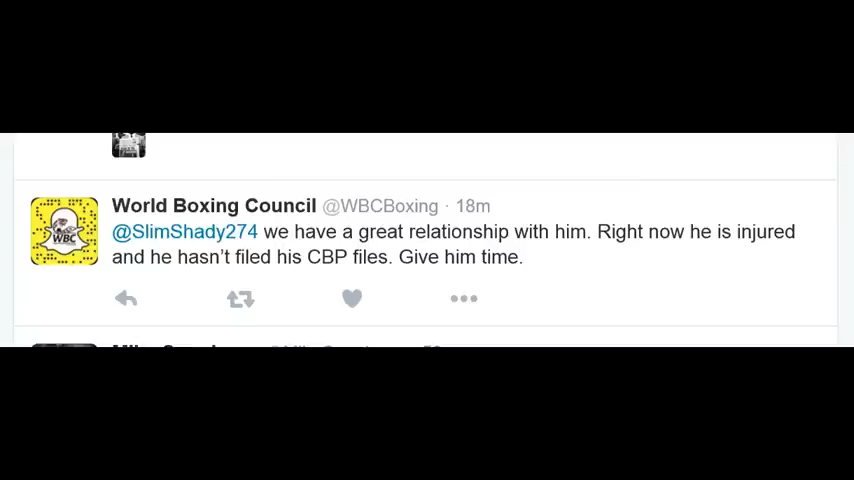 World Boxing Council @WBCBoxing · 18m
@SlimShady274 we have a great relationship with him. Right now he is injured
and he hasn't filed his CBP files. Give him time.
WBC